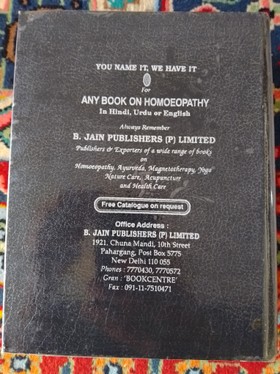 YOU NAME IT, WE HAVE IT
For
ANY BOOK ON HOMOEOPATHY
In Hindi, Urdu or English
Always Remember
B. JAIN PUBLISHERS (P) LIMITED
Publishers & Exporters of a wide range of books
on
Homoeopathy, Ayurveda, Magnetotherapy, Yoga
Nature Care, Acupuncture
and Health Care
Free Catalogue on request
Office Address :
B. JAIN PUBLISHERS (P) LIMITED
1921, Chuna Mandi, 10th Street
Pahargang, Post Box 5775
New Delhi 110 055
Phones : 7770430, 7770572
Gram : 'BOOKCENTRE'
Fax : 091-11-7510471